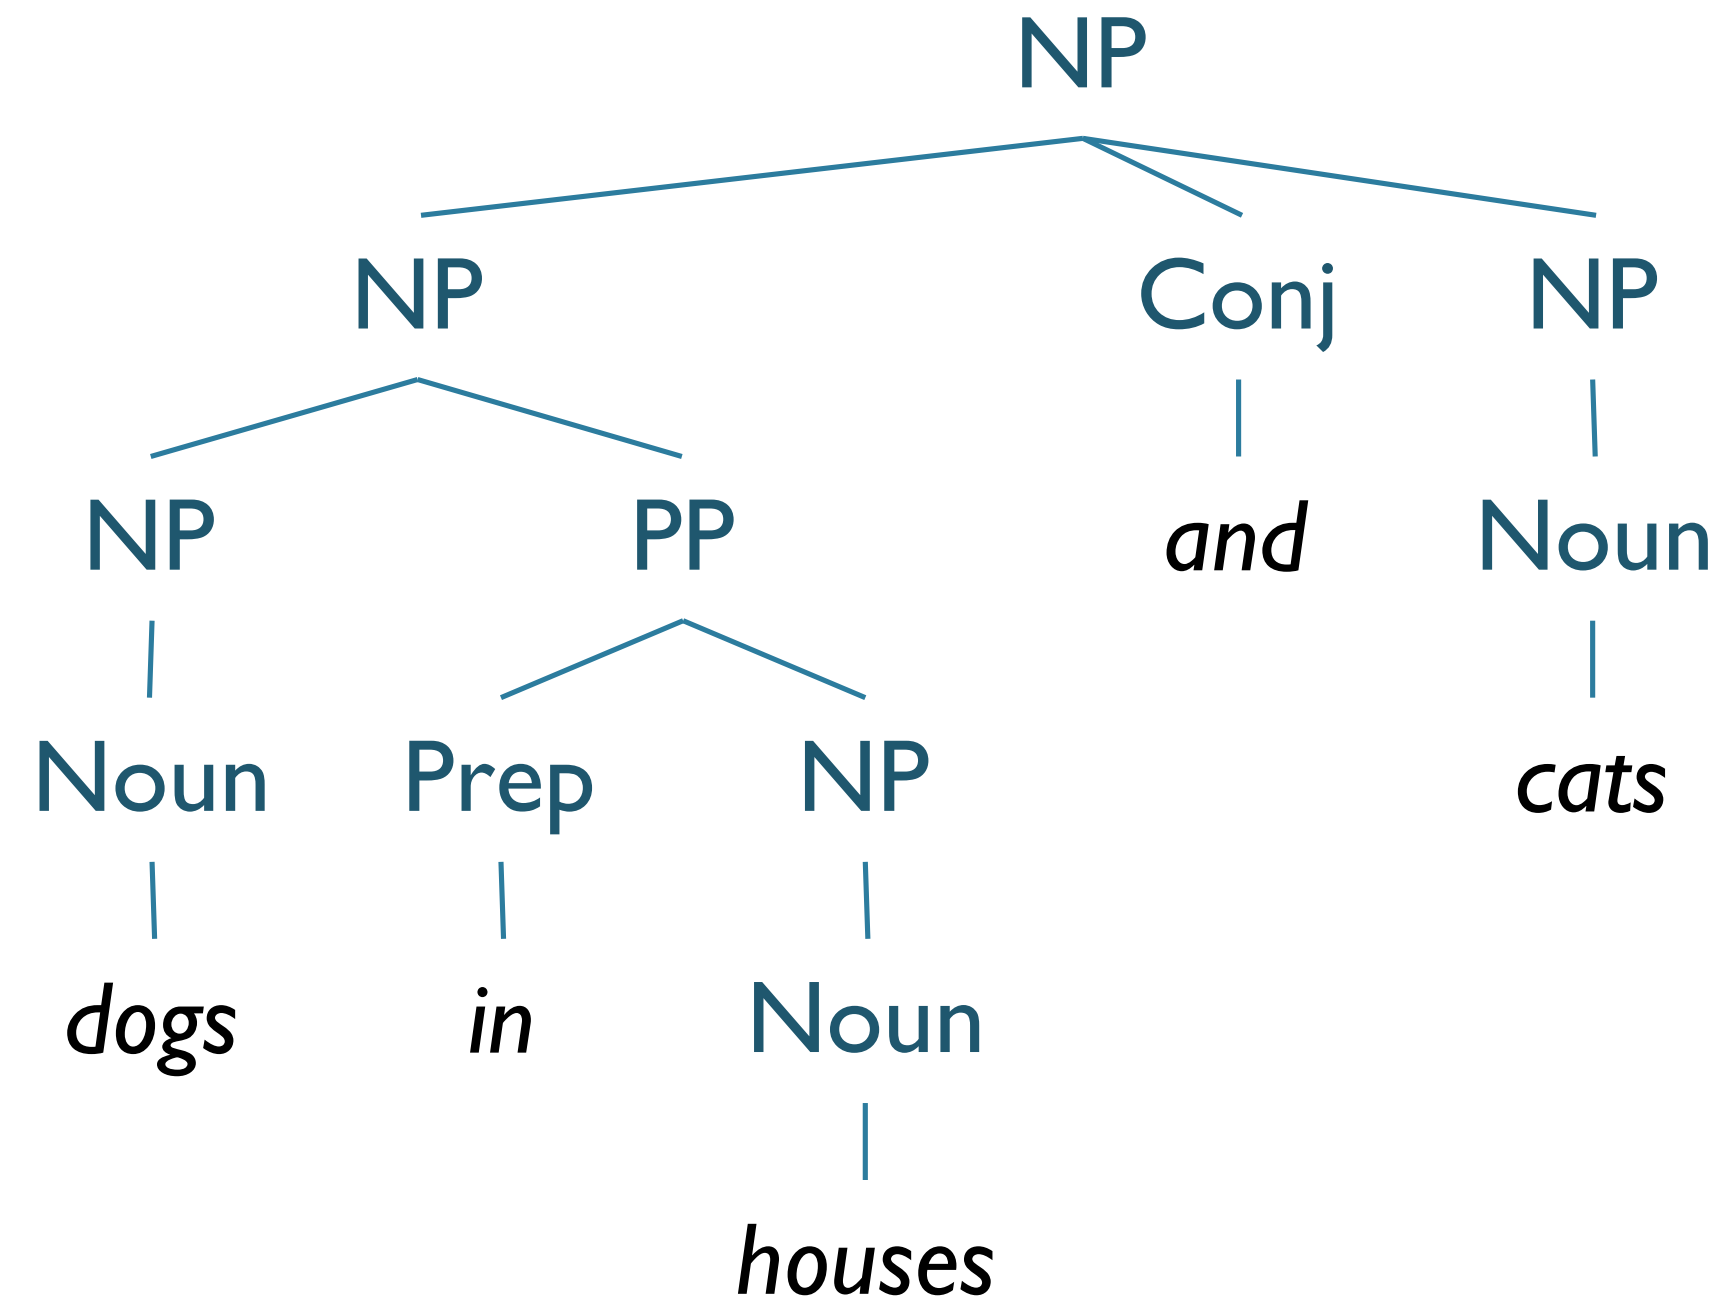 NP
NP Conj NP
NP PP and Noun
Noun Prep NP cats
dogs in Noun
houses